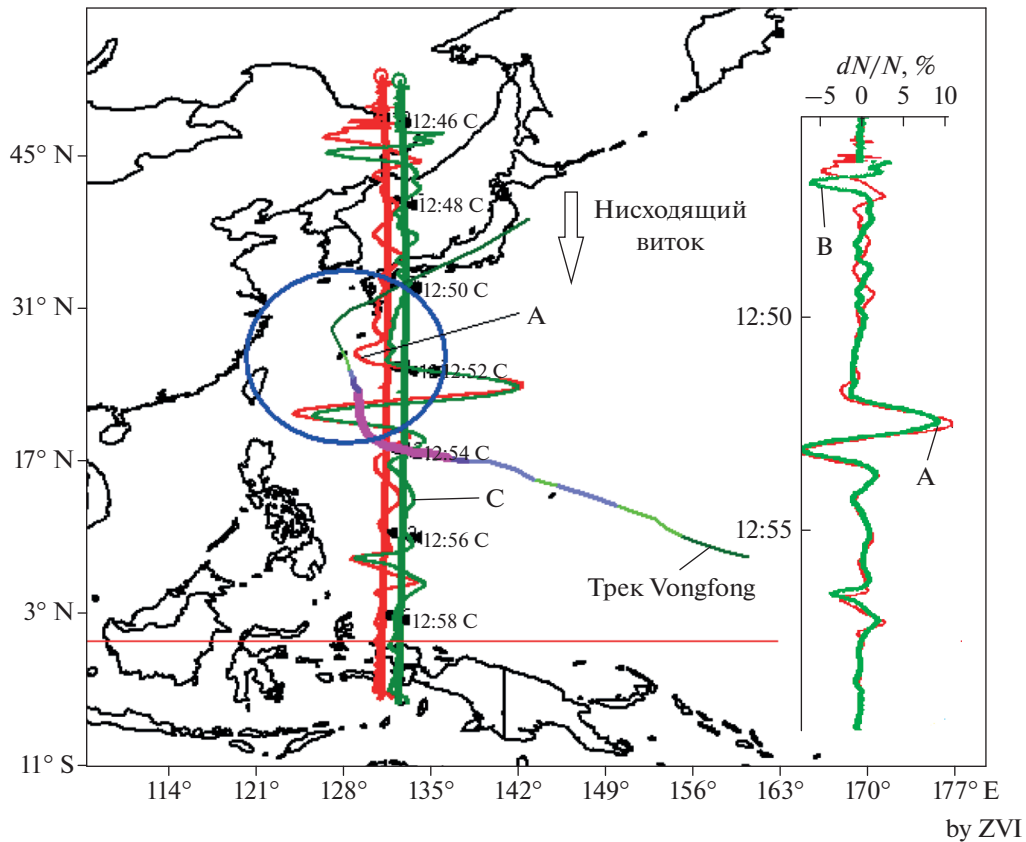 dN/N, %
−5 0 5 10
12:46 C
45° N
12:48 C
Нисходящий
виток
B
12:50 C
31° N
A
12:50
12:52 C
A
17° N
12:54 C
C
12:55
12:56 C
Трек Vongfong
3° N
12:58 C
11° S
114° 121° 128° 135° 142° 149° 156° 163° 170° 177° E
by ZVI